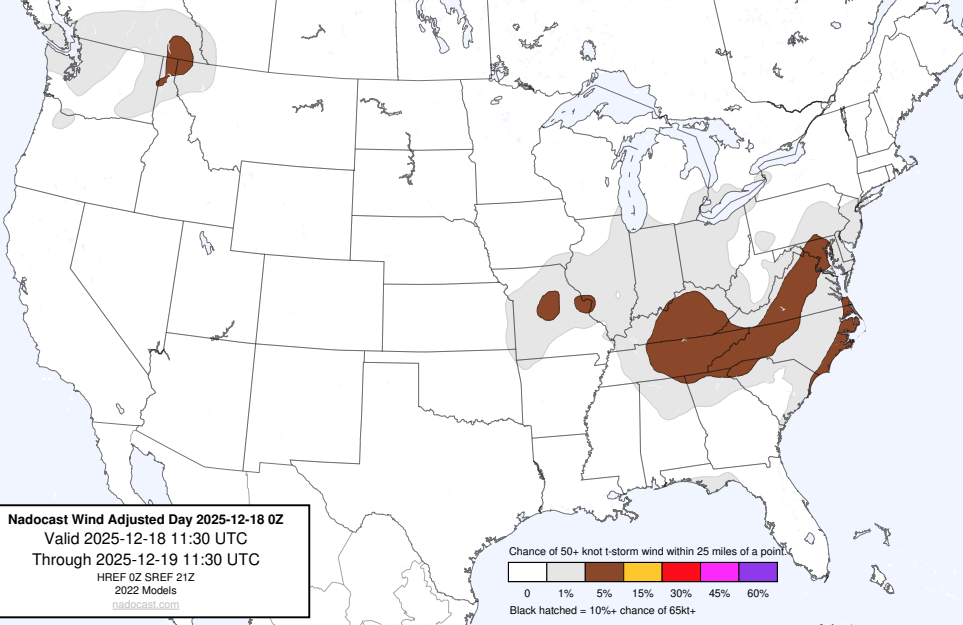 Nadocast Wind Adjusted Day 2025-12-18 0Z
Valid 2025-12-18 11:30 UTC
Through 2025-12-19 11:30 UTC
HREF 0Z SREF 21Z
2022 Models
nadocast.com
Chance of 50+ knot t-storm wind within 25 miles of a point.
0 1% 5% 15% 30% 45% 60%
Black hatched = 10%+ chance of 65kt+